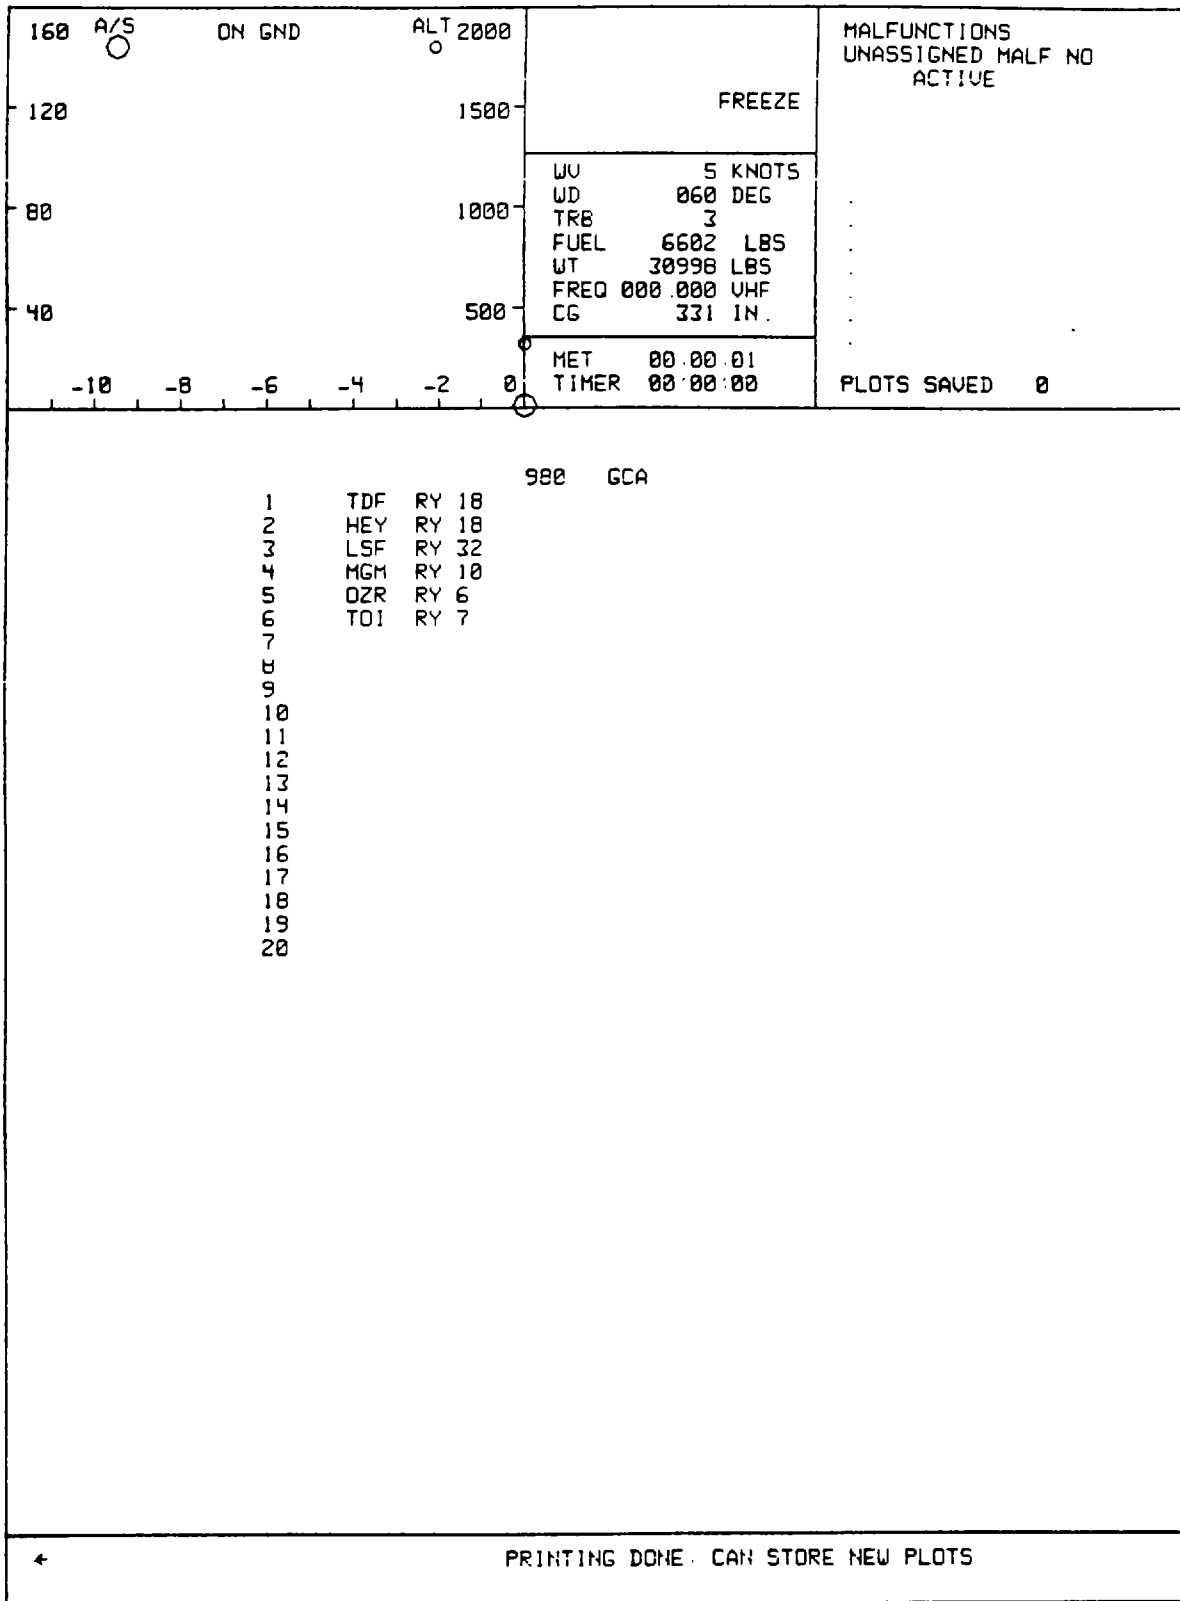 160 A/S ON GND ALT 2000
120 1500
80 1000
40 500
-10 -8 -6 -4 -2 0
FREEZE
WV 5 KNOTS
WD 060 DEG
TRB 3
FUEL 6602 LBS
WT 30998 LBS
FREQ 000.000 VHF
CG 331 IN.
MET 00:00:01
TIMER 00:00:00
MALFUNCTIONS
UNASSIGNED MALF NO
ACTIVE
.
.
.
.
.
.
.
PLOTS SAVED 0
980 GCA
1 TDF RY 18
2 HEY RY 18
3 LSF RY 32
4 MGM RY 10
5 OZR RY 6
6 TOI RY 7
7
8
9
10
11
12
13
14
15
16
17
18
19
20
← PRINTING DONE. CAN STORE NEW PLOTS